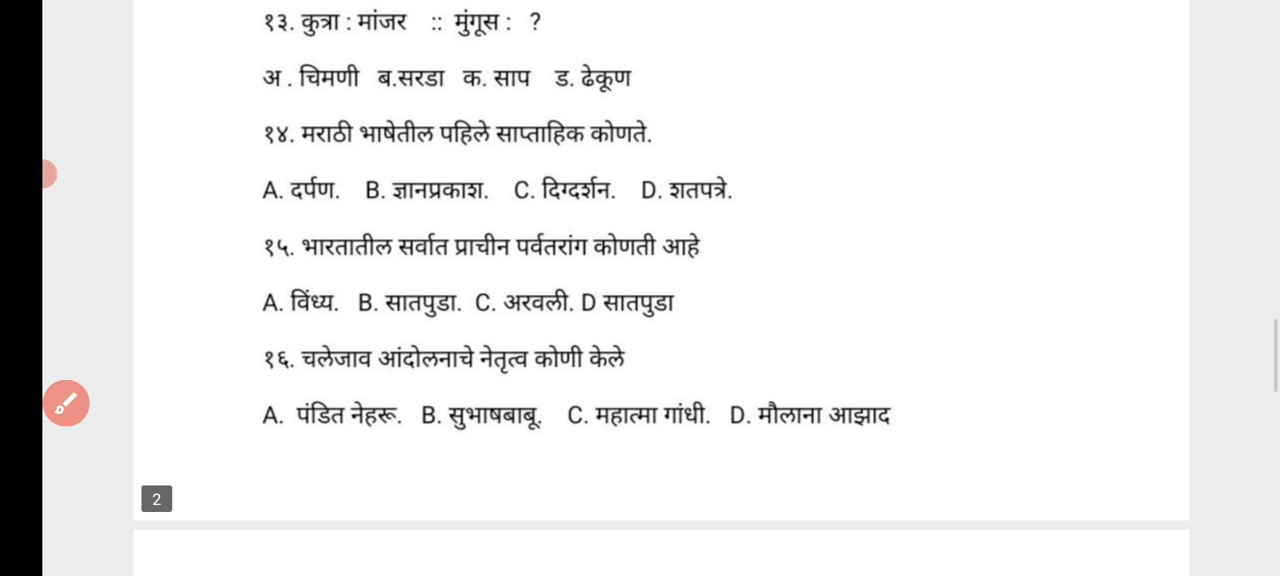 १३. कुत्रा : मांजर :: मुंगूस : ?
अ . चिमणी ब.सरडा क. साप ड. ढेकूण
१४. मराठी भाषेतील पहिले साप्ताहिक कोणते.
A. दर्पण. B. ज्ञानप्रकाश. C. दिग्दर्शन. D. शतपत्रे.
१५. भारतातील सर्वात प्राचीन पर्वतरांग कोणती आहे
A. विंध्य. B. सातपुडा. C. अरवली. D सातपुडा
१६. चलेजाव आंदोलनाचे नेतृत्व कोणी केले
A. पंडित नेहरू. B. सुभाषबाबू. C. महात्मा गांधी. D. मौलाना आझाद
2